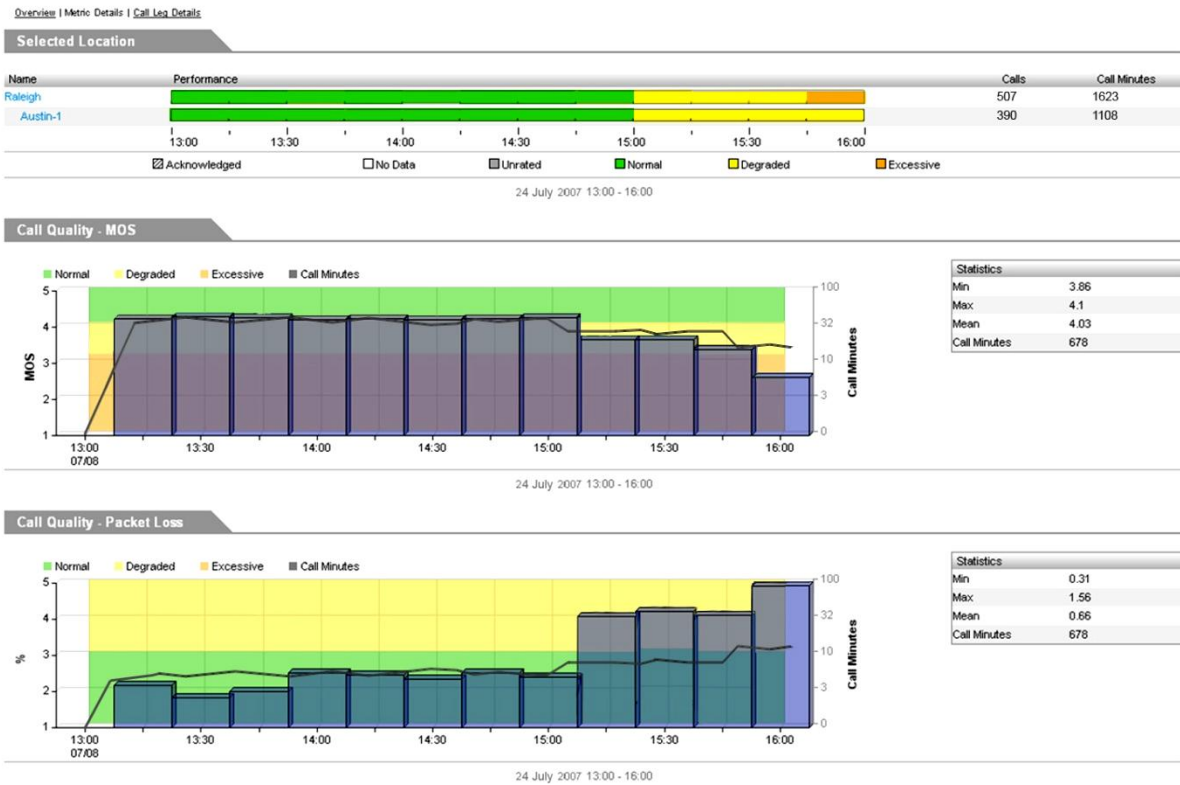 Overview | Metric Details | Call Leg Details
Selected Location
Name Performance Calls Call Minutes
Raleigh 507 1623
Austin-1 390 1108
13:00 13:30 14:00 14:30 15:00 15:30 16:00
Acknowledged No Data Unrated Normal Degraded Excessive
24 July 2007 13:00 - 16:00
Call Quality - MOS
Normal Degraded Excessive Call Minutes
5
4
3
2
1
MOS
100
32
10
3
0
Call Minutes
13:00 13:30 14:00 14:30 15:00 15:30 16:00
07/08
Statistics
Min 3.86
Max 4.1
Mean 4.03
Call Minutes 678
24 July 2007 13:00 - 16:00
Call Quality - Packet Loss
Normal Degraded Excessive Call Minutes
5
4
3
2
1
%
100
32
10
3
0
Call Minutes
13:00 13:30 14:00 14:30 15:00 15:30 16:00
07/08
Statistics
Min 0.31
Max 1.56
Mean 0.66
Call Minutes 678
24 July 2007 13:00 - 16:00